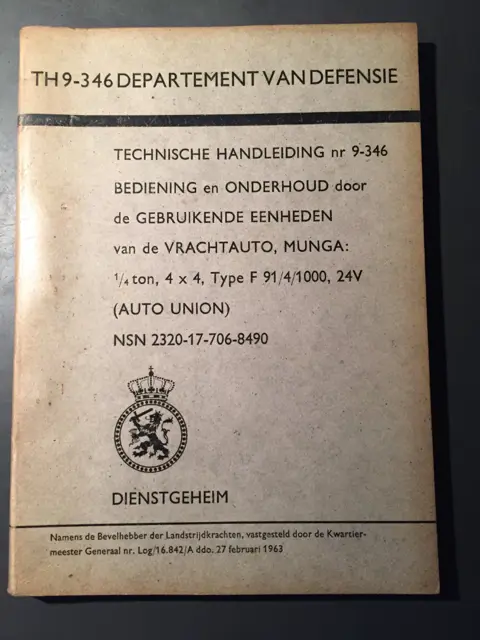 TH 9-346 DEPARTEMENT VAN DEFENSIE
TECHNISCHE HANDLEIDING nr 9-346
BEDIENING en ONDERHOUD door
de GEBRUIKENDE EENHEDEN
van de VRACHTAUTO, MUNGA:
1/4 ton, 4 x 4, Type F 91/4/1000, 24V
(AUTO UNION)
NSN 2320-17-706-8490
DIENSTGEHEIM
Namens de Bevelhebber der Landstrijdkrachten, vastgesteld door de Kwartier-
meester Generaal nr. Log/16.842/A ddo. 27 februari 1963